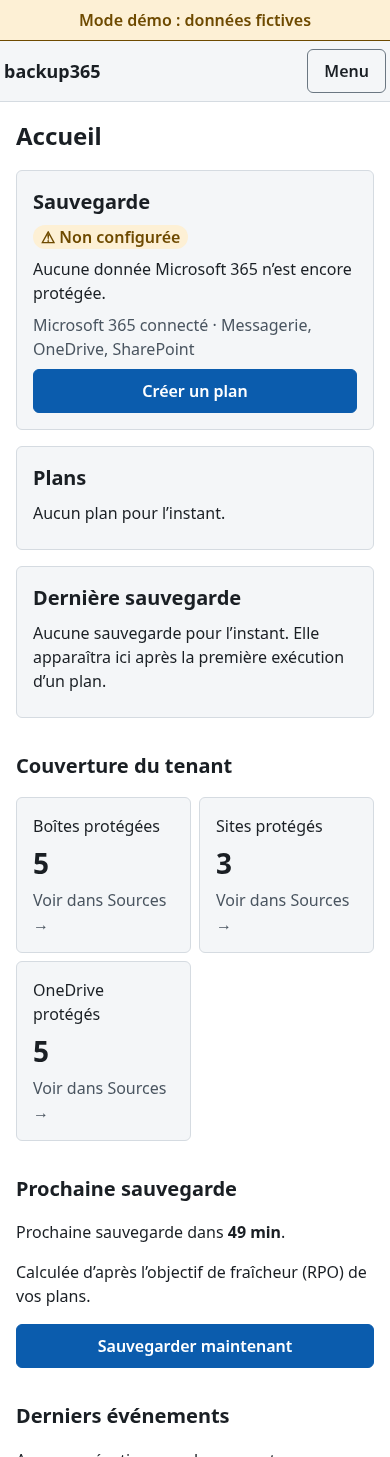 Mode démo : données fictives
backup365
Menu
Accueil
Sauvegarde
⚠ Non configurée
Aucune donnée Microsoft 365 n’est encore
protégée.
Microsoft 365 connecté · Messagerie,
OneDrive, SharePoint
Créer un plan
Plans
Aucun plan pour l’instant.
Dernière sauvegarde
Aucune sauvegarde pour l’instant. Elle
apparaîtra ici après la première exécution
d’un plan.
Couverture du tenant
Boîtes protégées
5
Voir dans Sources
→
Sites protégés
3
Voir dans Sources
→
OneDrive
protégés
5
Voir dans Sources
→
Prochaine sauvegarde
Prochaine sauvegarde dans 49 min.
Calculée d’après l’objectif de fraîcheur (RPO) de
vos plans.
Sauvegarder maintenant
Derniers événements